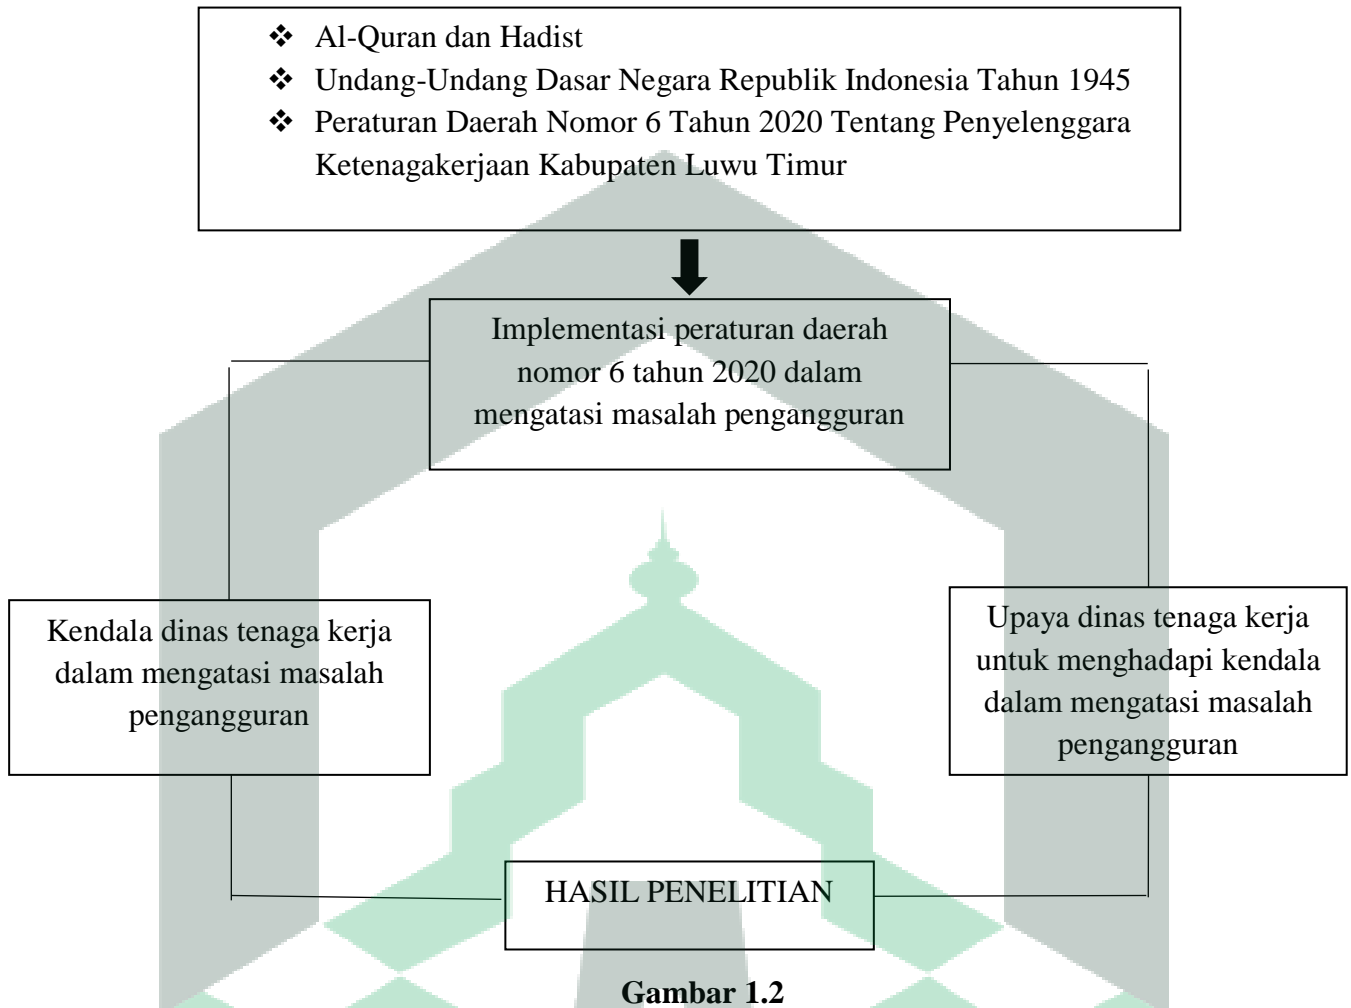 ❖ Al-Quran dan Hadist
❖ Undang-Undang Dasar Negara Republik Indonesia Tahun 1945
❖ Peraturan Daerah Nomor 6 Tahun 2020 Tentang Penyelenggara
Ketenagakerjaan Kabupaten Luwu Timur
Implementasi peraturan daerah
nomor 6 tahun 2020 dalam
mengatasi masalah pengangguran
Kendala dinas tenaga kerja
dalam mengatasi masalah
pengangguran
Upaya dinas tenaga kerja
untuk menghadapi kendala
dalam mengatasi masalah
pengangguran
HASIL PENELITIAN
Gambar 1.2